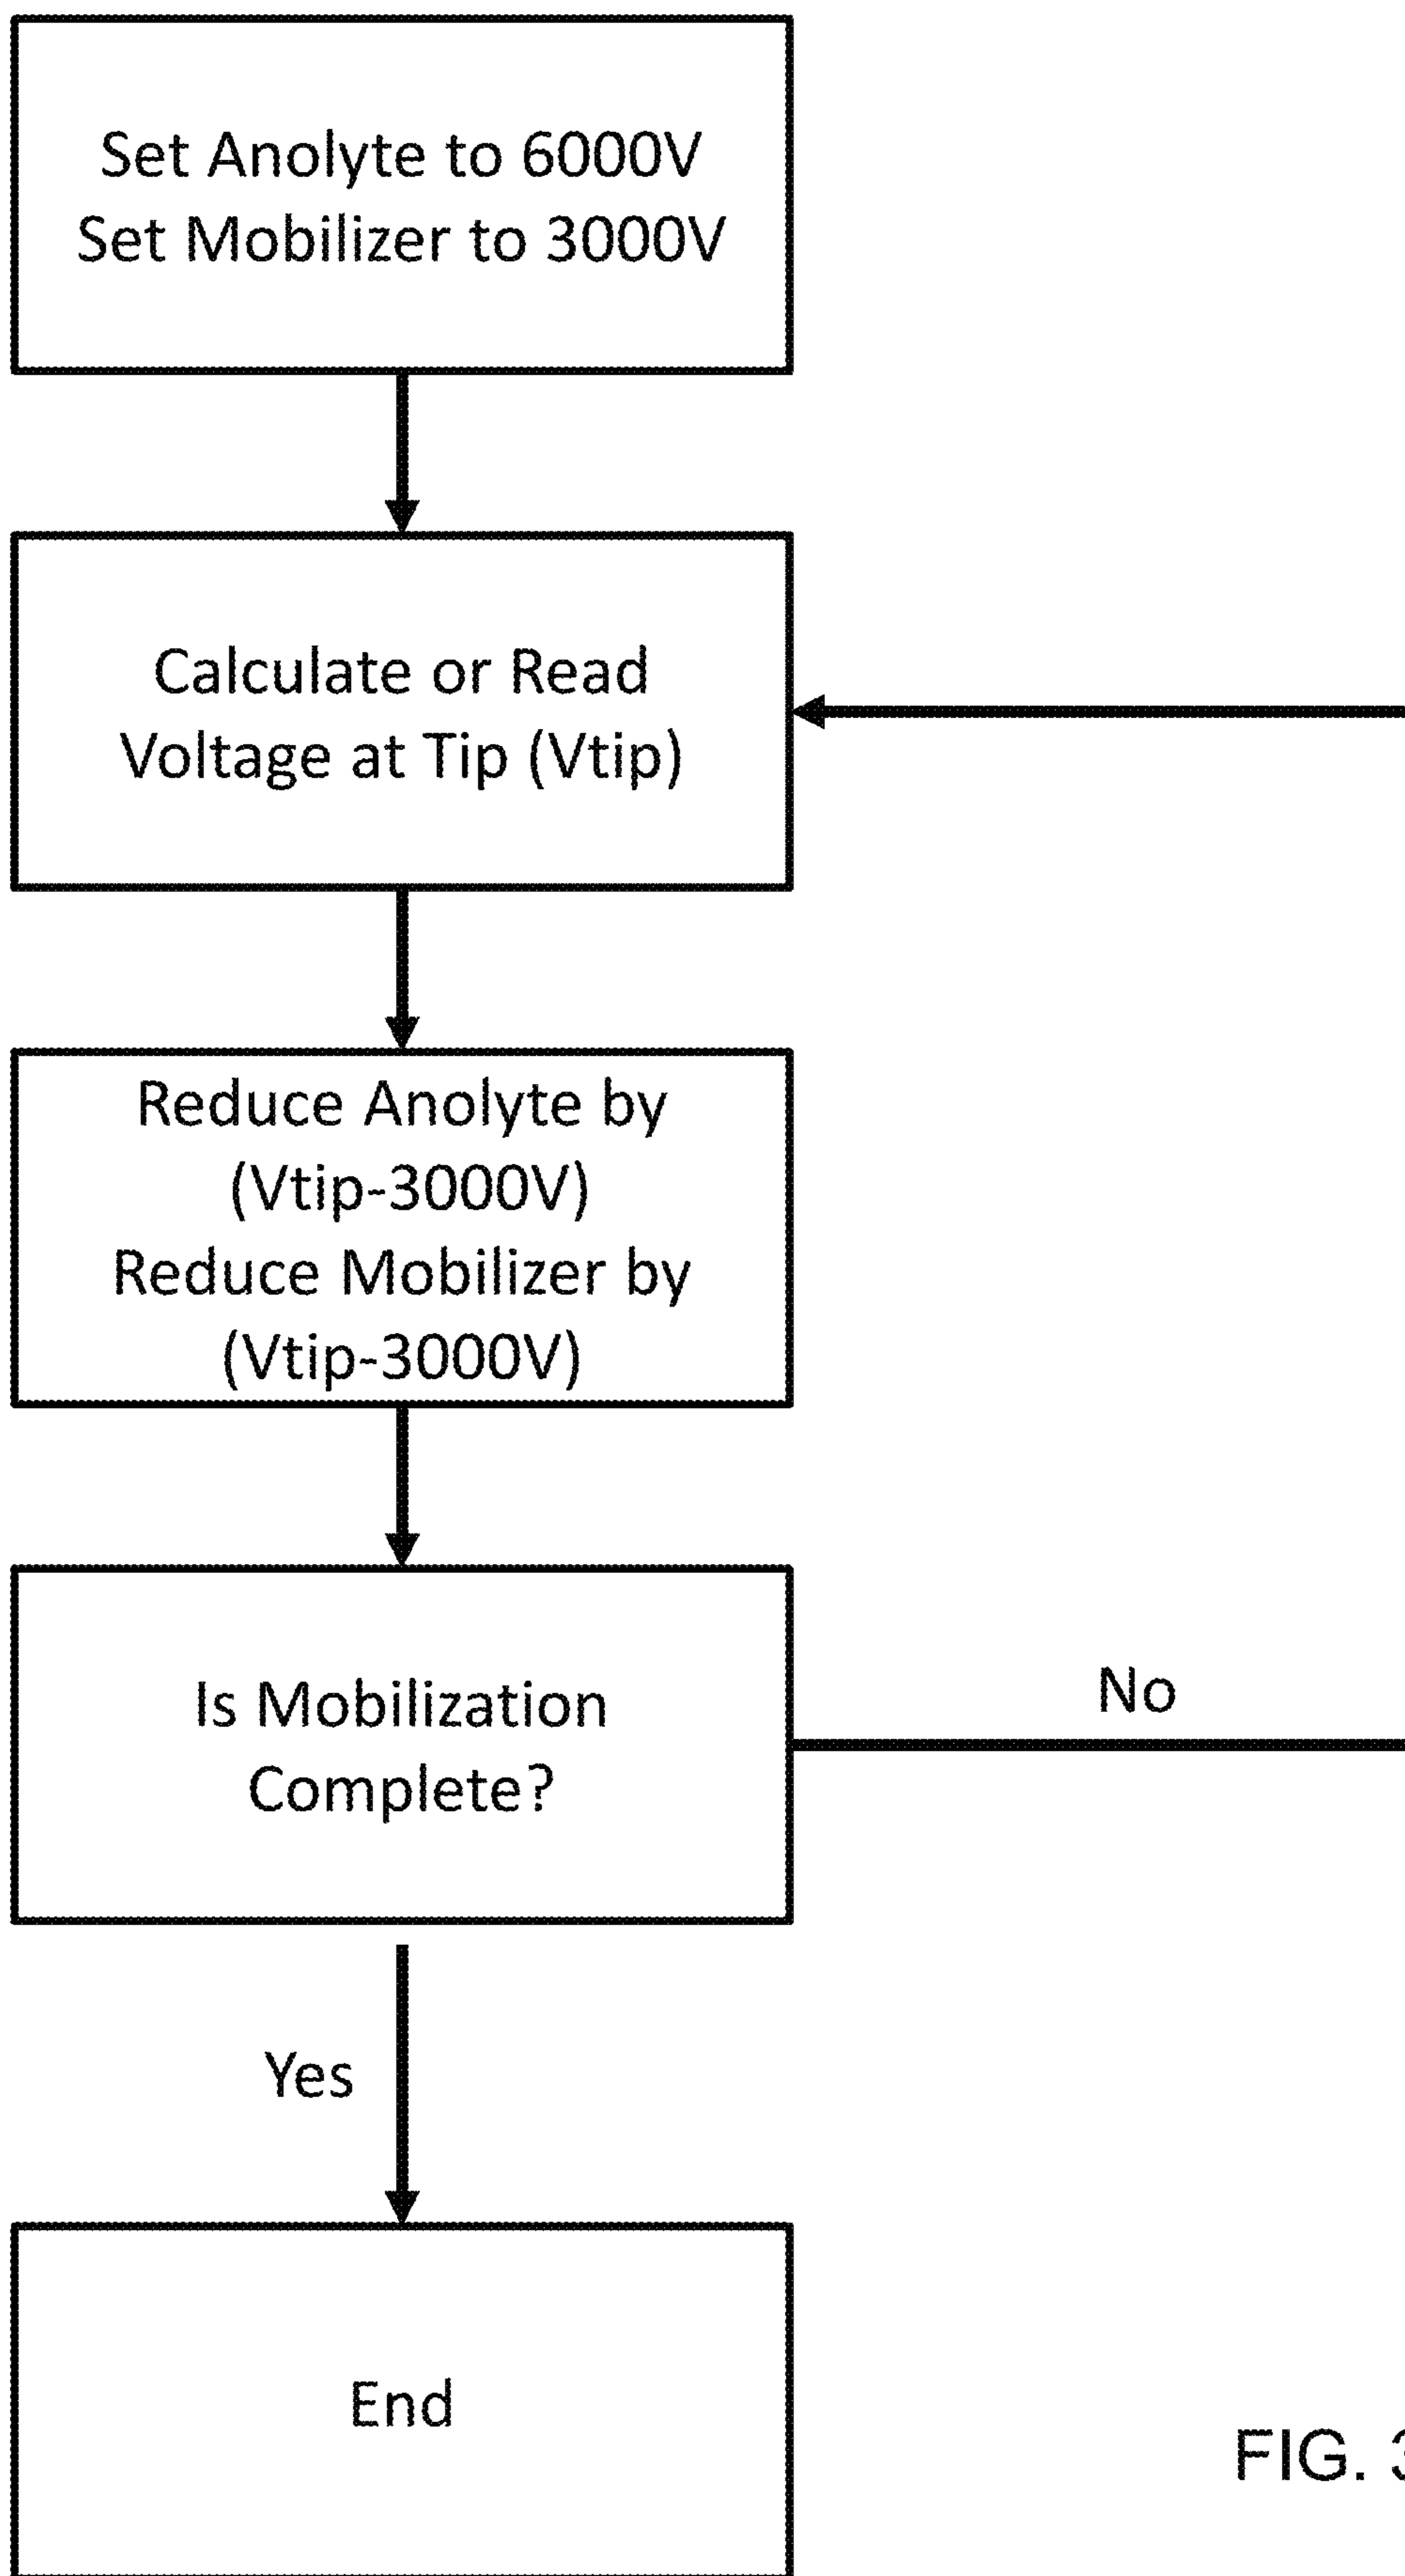 Set Anolyte to 6000V
Set Mobilizer to 3000V
Calculate or Read
Voltage at Tip (Vtip)
Reduce Anolyte by
(Vtip-3000V)
Reduce Mobilizer by
(Vtip-3000V)
Is Mobilization
Complete?
No
Yes
End
FIG.